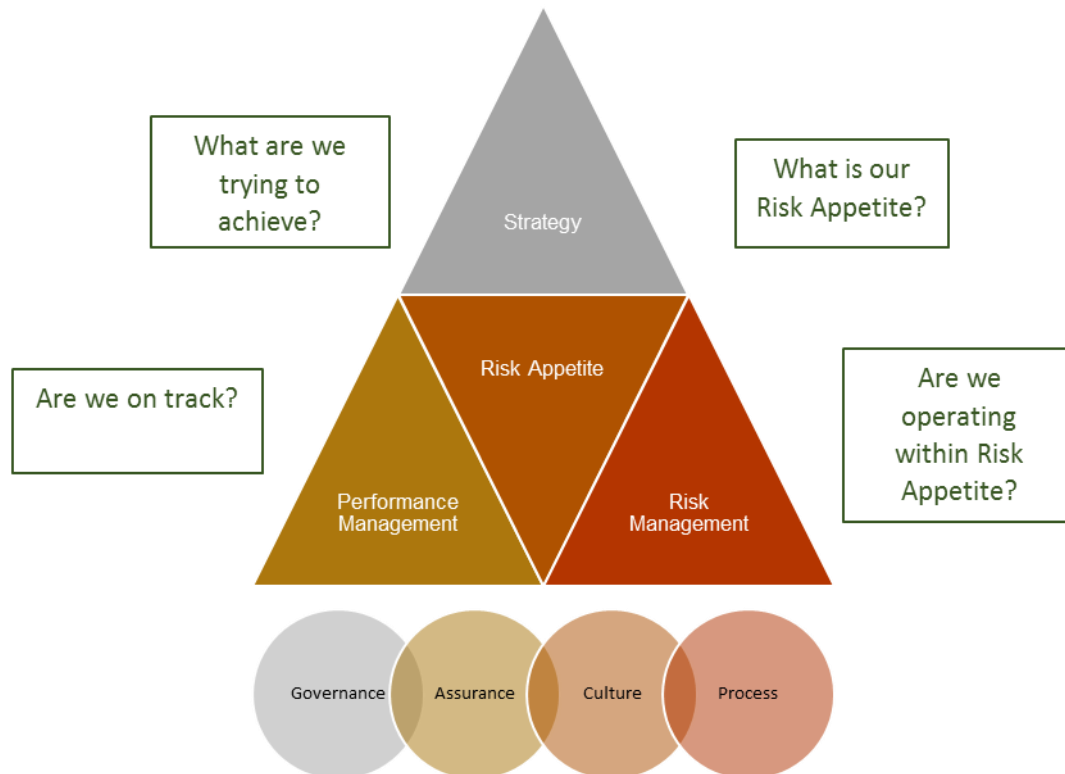 What are we
trying to
achieve?
What is our
Risk Appetite?
Strategy
Are we on track?
Risk Appetite
Are we
operating
within Risk
Appetite?
Performance
Management
Risk
Management
Governance
Assurance
Culture
Process